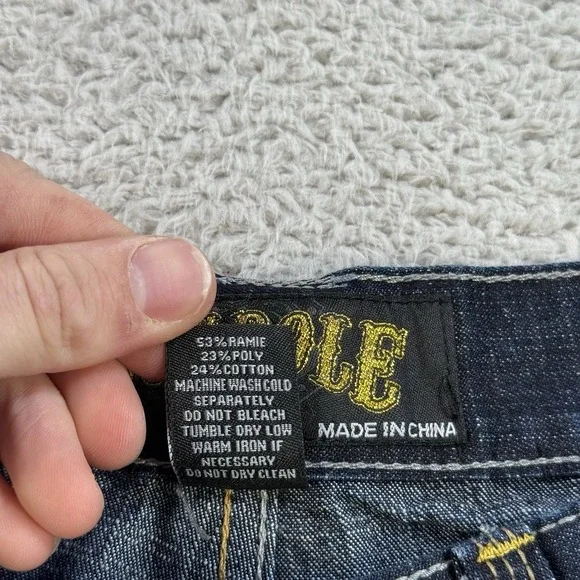 53% RAMIE
23% POLY
24% COTTON
MACHINE WASH COLD
SEPARATELY
DO NOT BLEACH
TUMBLE DRY LOW
WARM IRON IF
NECESSARY
DO NOT DRY CLEAN
MADE IN CHINA